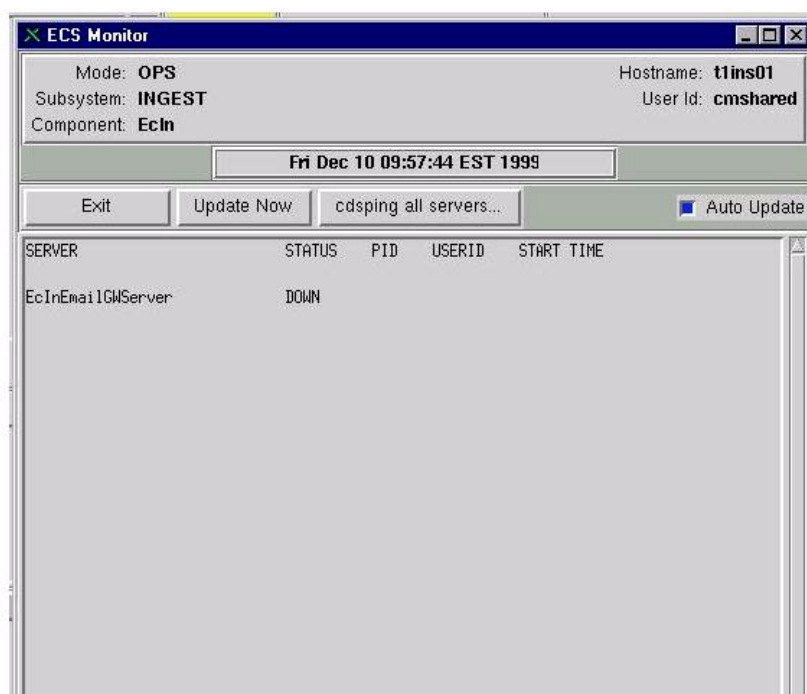 ECS Monitor
Mode: OPS
Hostname: t1ins01
Subsystem: INGEST
User Id: cmshared
Component: EcIn
Fri Dec 10 09:57:44 EST 1999
Exit
Update Now
cdsping all servers...
Auto Update
SERVER STATUS PID USERID START TIME
EcInEmailGWServer DOWN